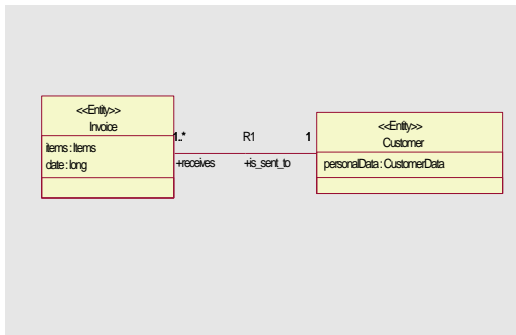 <<Entity>>
Invoice
items : Items
date : long
1..*
R1
1
+receives
+is_sent_to
<<Entity>>
Customer
personalData : CustomerData